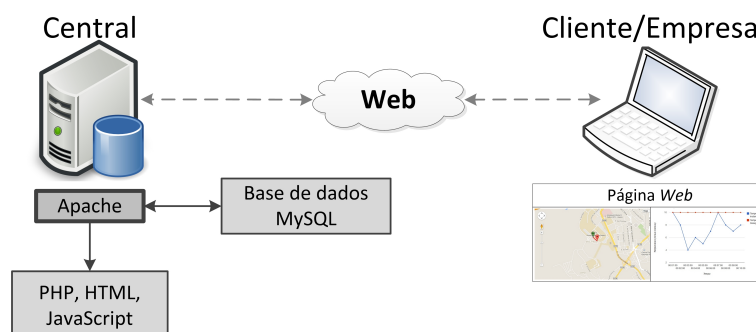 Central
Cliente/Empresa
Web
Apache
Base de dados
MySQL
Página Web
PHP, HTML,
JavaScript